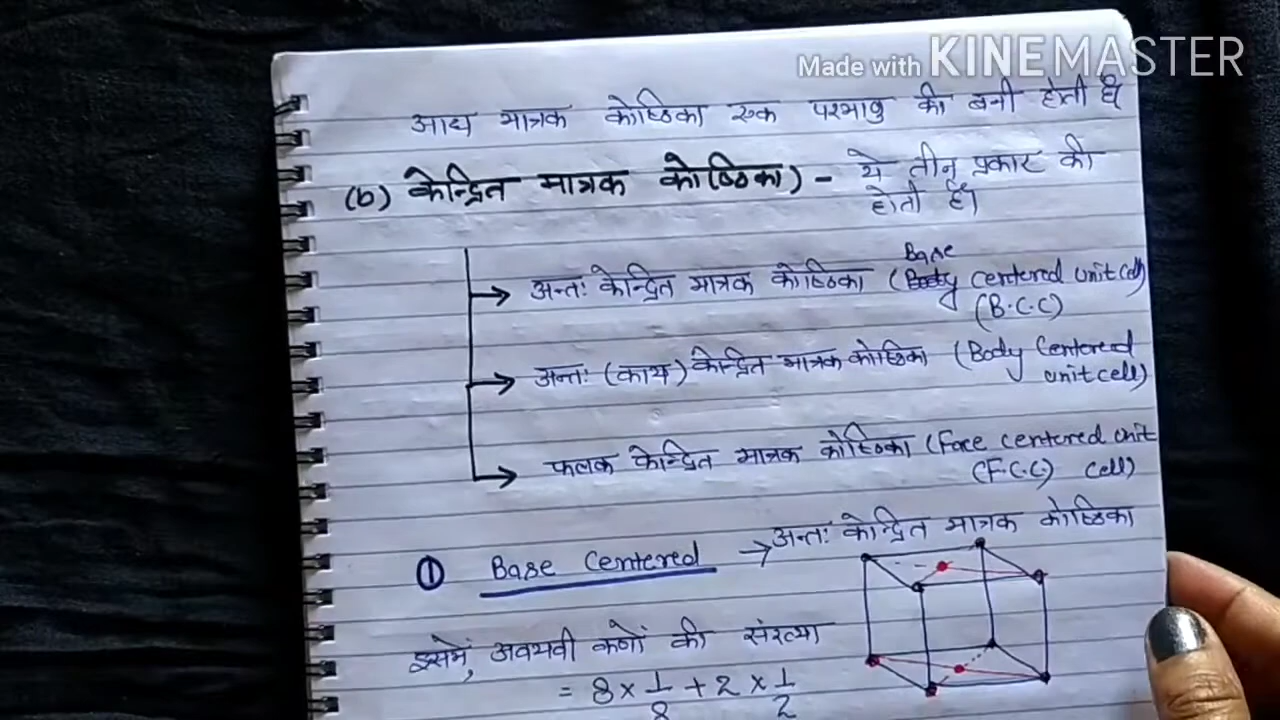 Made with KINEMASTER
आद्य मात्रक कोष्ठिका एक परमाणु की बनी होती है
(b) केन्द्रित मात्रक कोष्ठिका) - ये तीन प्रकार की
होती है।
Base
अन्तः केन्द्रित मात्रक कोष्ठिका (Body Centered unit cell)
(B.C.C)
अन्तः (काय) केन्द्रित मात्रक कोष्ठिका (Body Centered
unit cell)
फलक केन्द्रित मात्रक कोष्ठिका (Face Centered unit
(F.C.C) Cell)
① Base Centered → अन्तः केन्द्रित मात्रक कोष्ठिका
इसमें, अवयवी कणों की संख्या
= 8 × 1/8 + 2 × 1/2